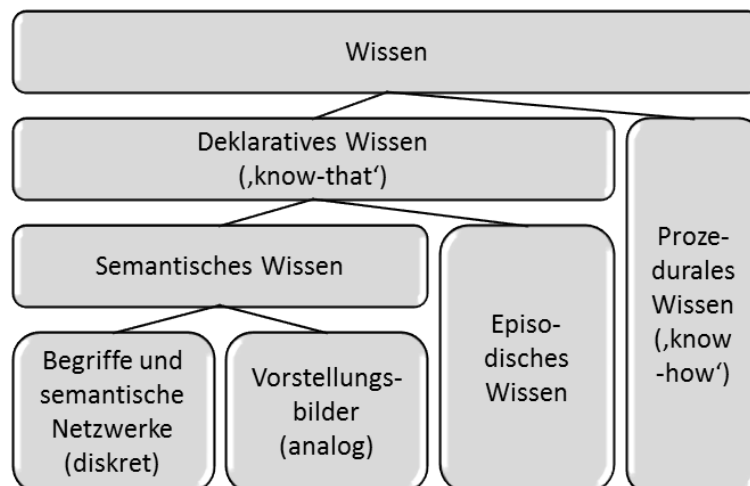 Wissen
Deklaratives Wissen
(‚know-that‘)
Semantisches Wissen
Begriffe und
semantische
Netzwerke
(diskret)
Vorstellungs-
bilder
(analog)
Episo-
disches
Wissen
Proze-
durales
Wissen
(‚know
-how‘)